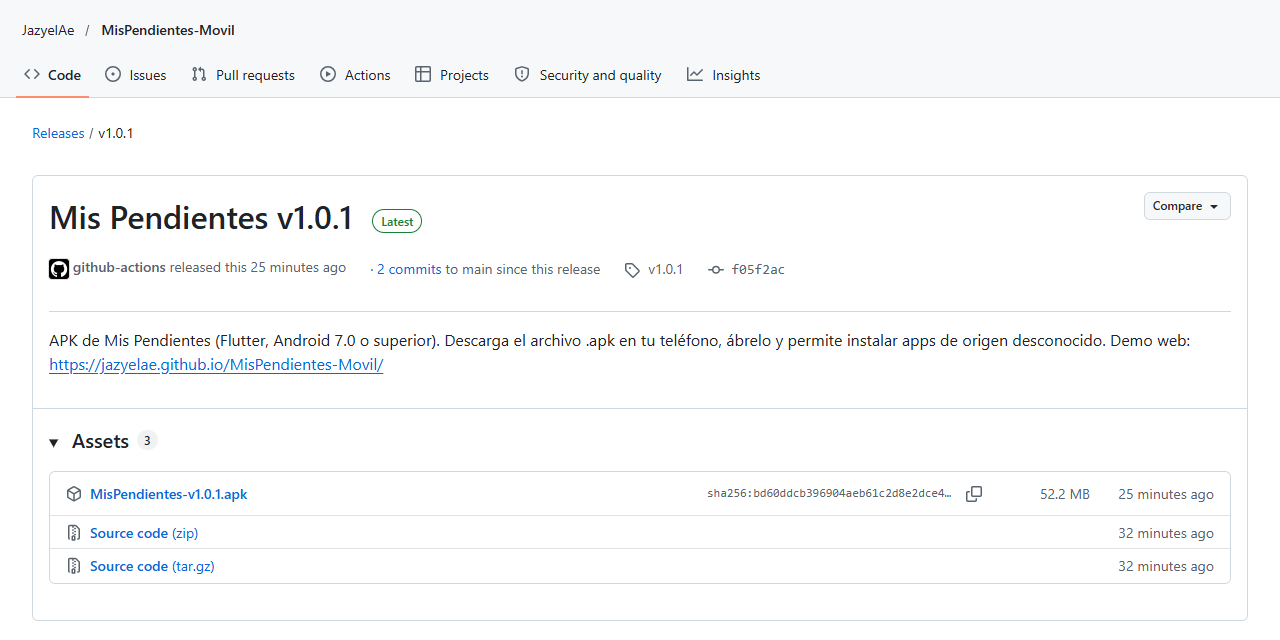 JazyelAe / MisPendientes-Movil
Code Issues Pull requests Actions Projects Security and quality Insights
Releases / v1.0.1
Mis Pendientes v1.0.1 Latest Compare
github-actions released this 25 minutes ago · 2 commits to main since this release v1.0.1 f05f2ac
APK de Mis Pendientes (Flutter, Android 7.0 o superior). Descarga el archivo .apk en tu teléfono, ábrelo y permite instalar apps de origen desconocido. Demo web:
https://jazyelae.github.io/MisPendientes-Movil/
Assets 3
MisPendientes-v1.0.1.apk sha256:bd60ddcb396904aeb61c2d8e2dce4… 52.2 MB 25 minutes ago
Source code (zip) 32 minutes ago
Source code (tar.gz) 32 minutes ago